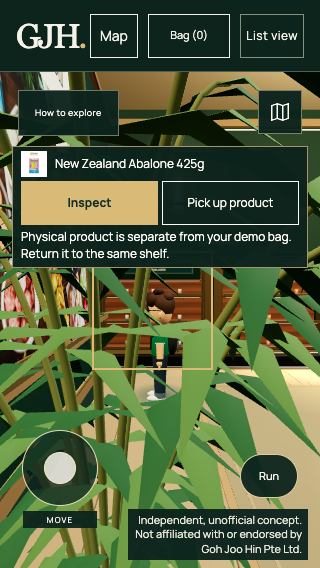 GJH.
Map
Bag (0)
List view
How to explore
New Zealand Abalone 425g
Inspect
Pick up product
Physical product is separate from your demo bag.
Return it to the same shelf.
Run
MOVE
Independent, unofficial concept.
Not affiliated with or endorsed by
Goh Joo Hin Pte Ltd.